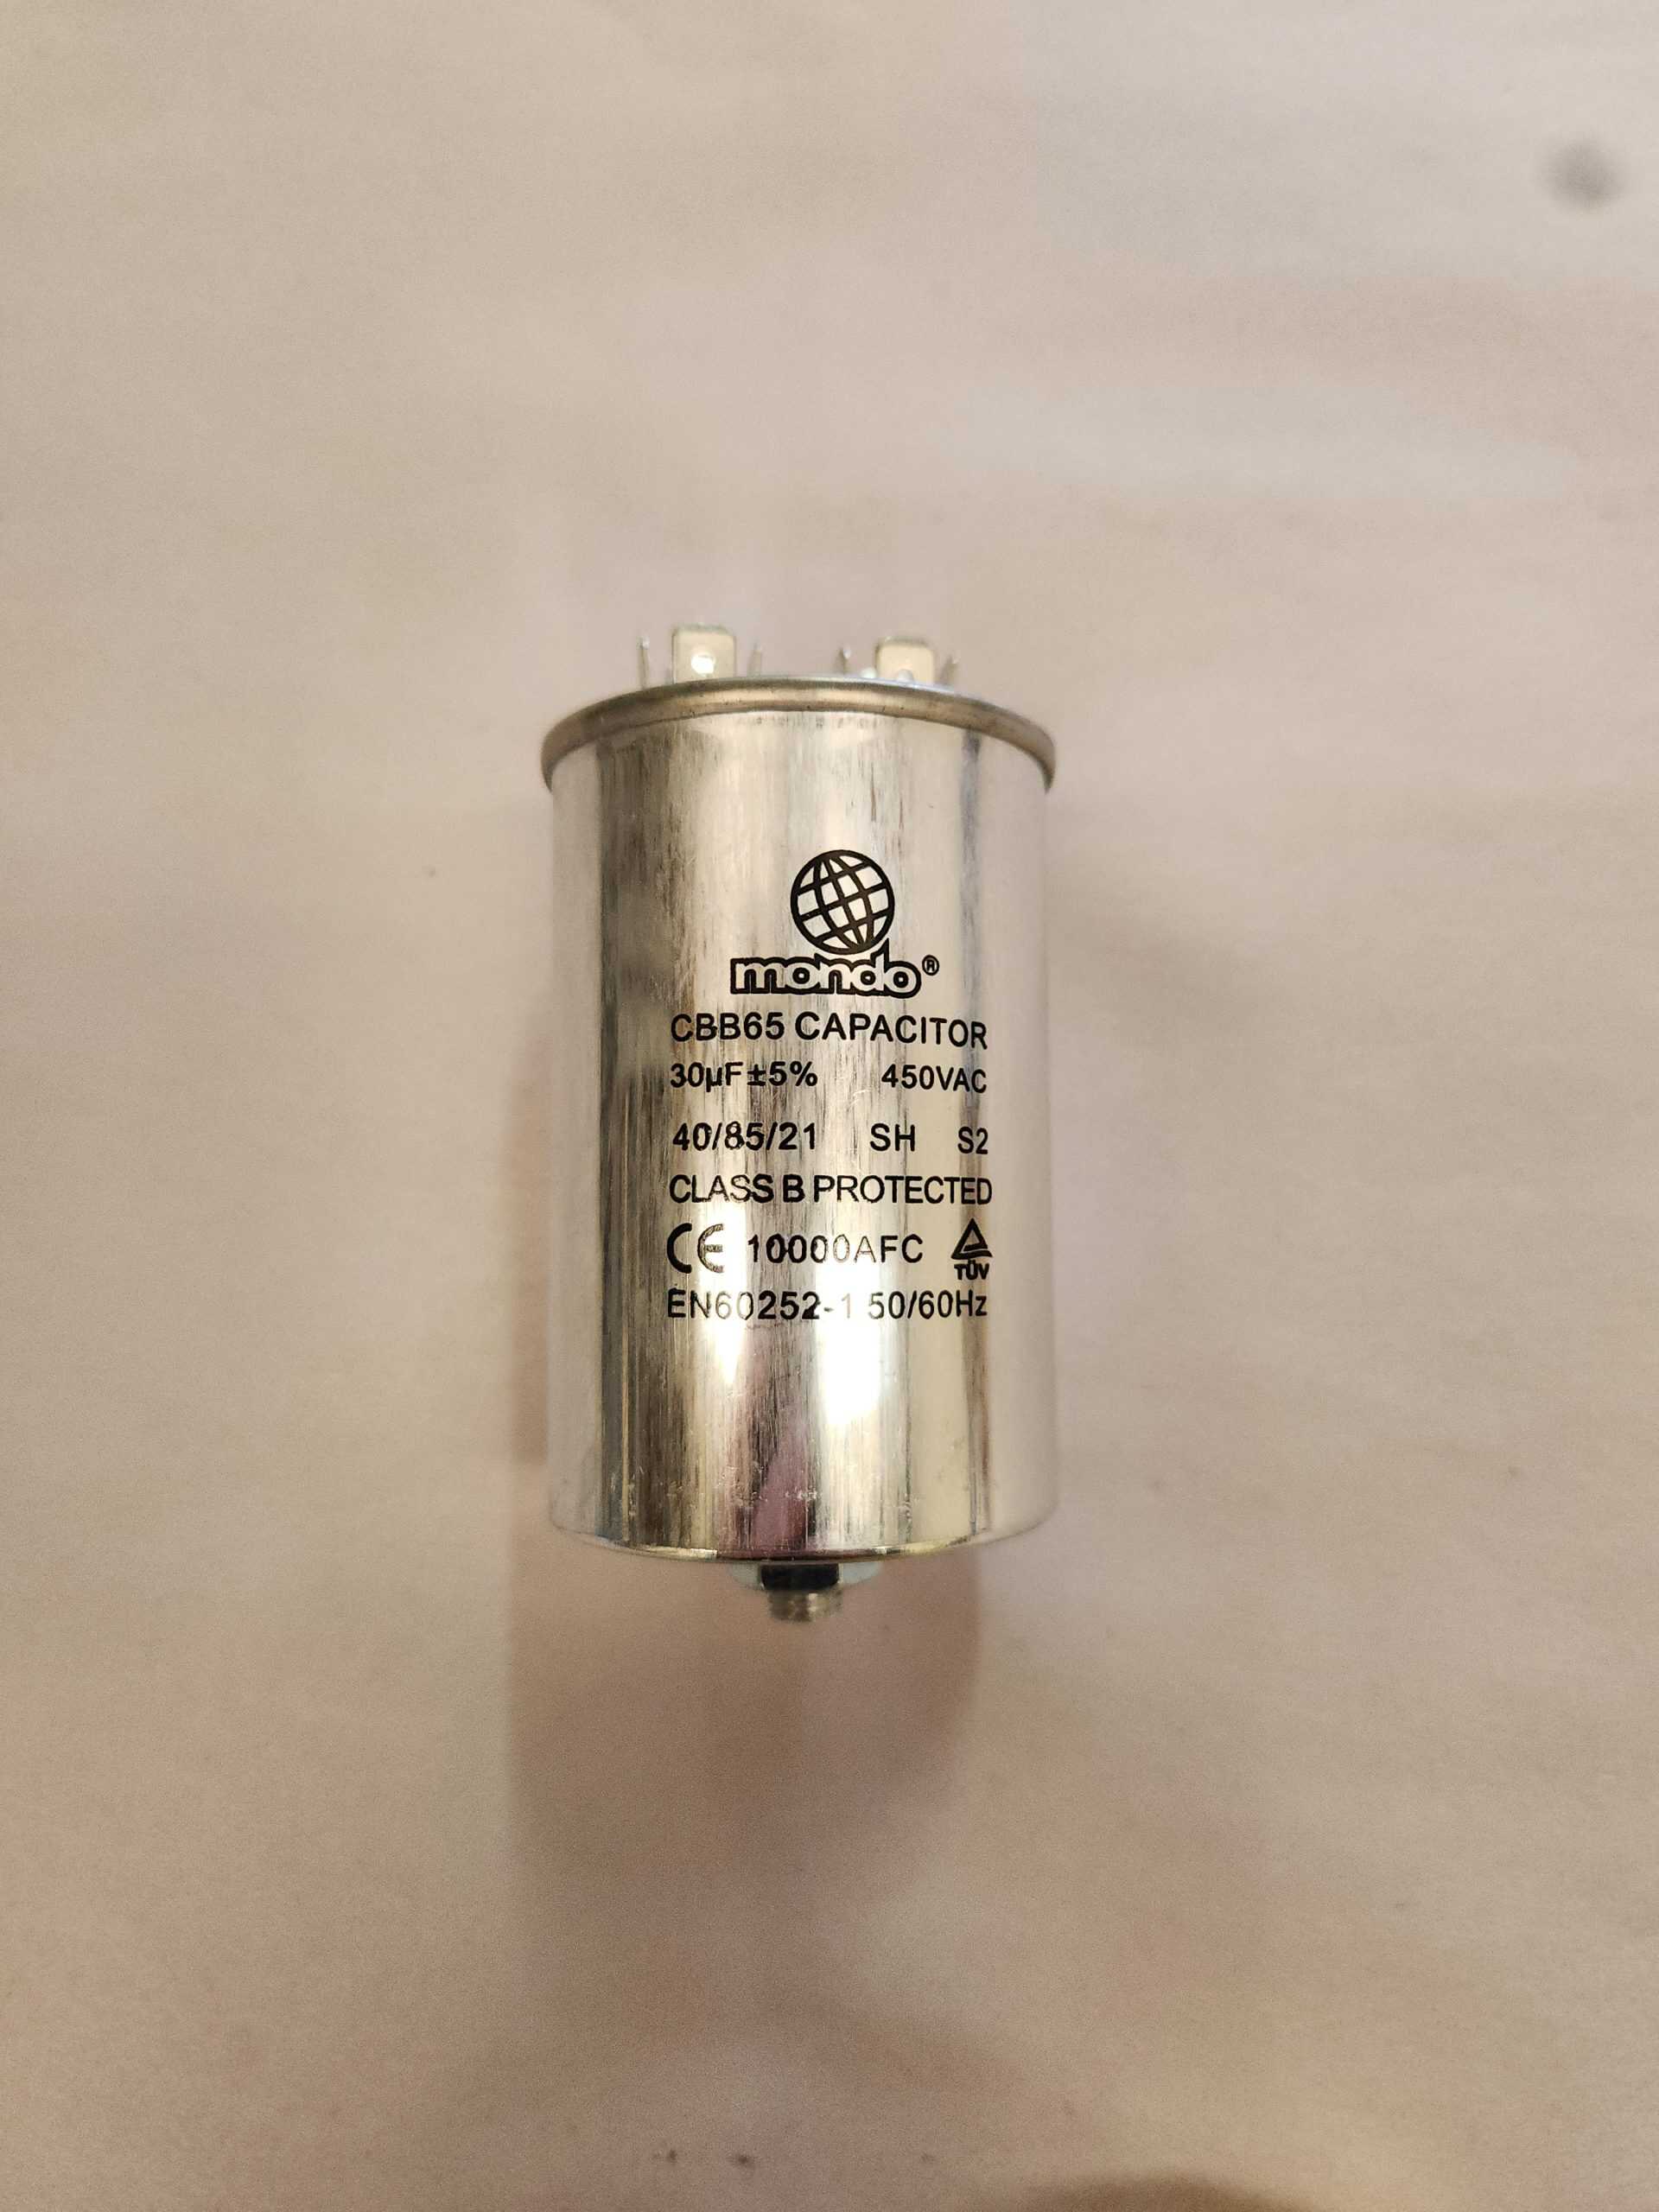 mondo®
CBB65 CAPACITOR
30µF±5% 450VAC
40/85/21 SH S2
CLASS B PROTECTED
CE 10000AFC TÜV
EN60252-1 50/60Hz